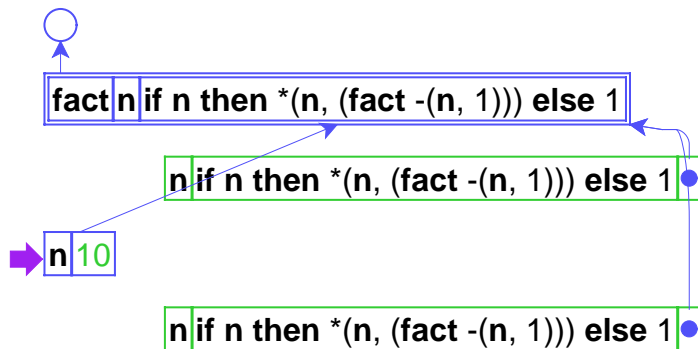 fact n if n then *(n, (fact -(n, 1))) else 1
n if n then *(n, (fact -(n, 1))) else 1
n 10
n if n then *(n, (fact -(n, 1))) else 1